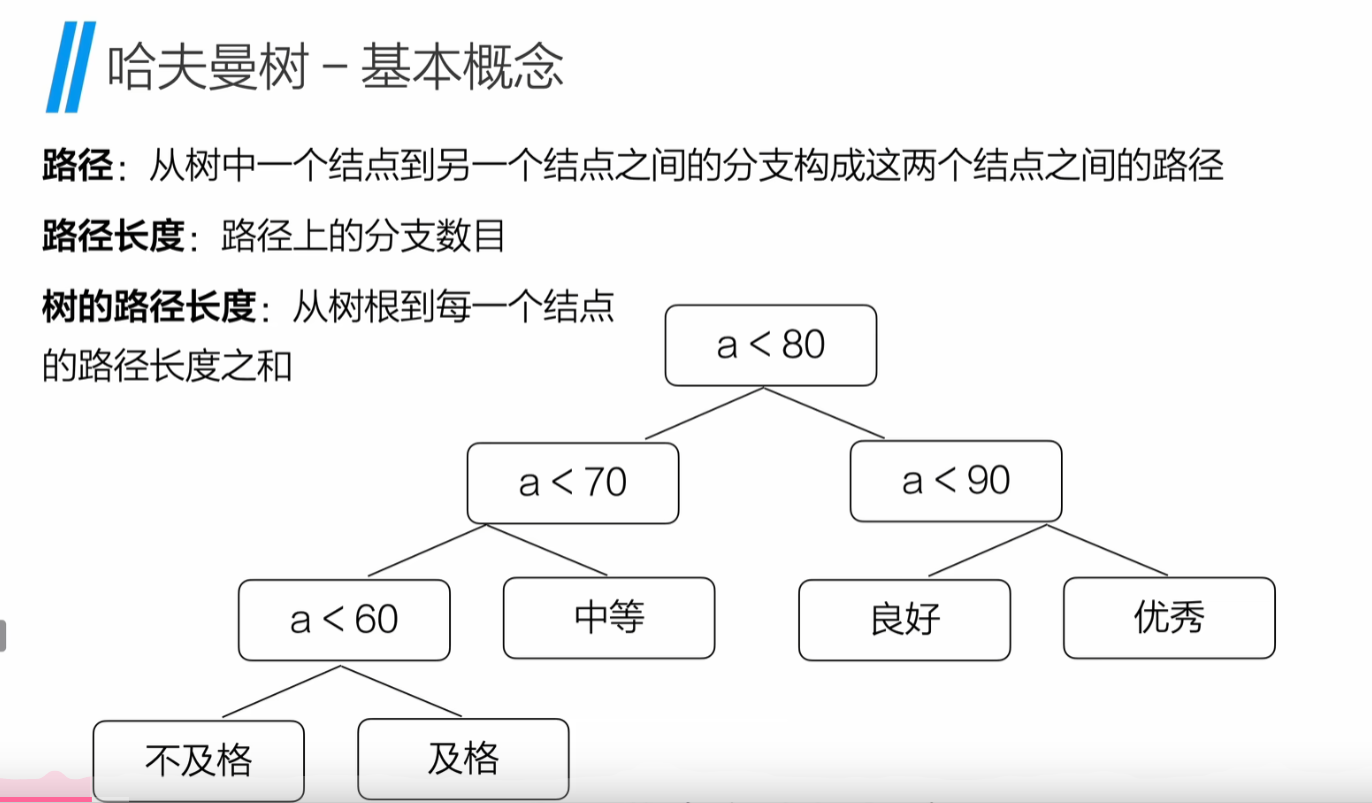 哈夫曼树 – 基本概念
路径：从树中一个结点到另一个结点之间的分支构成这两个结点之间的路径
路径长度：路径上的分支数目
树的路径长度：从树根到每一个结点
的路径长度之和
a < 80
a < 70
a < 90
a < 60
中等
良好
优秀
不及格
及格